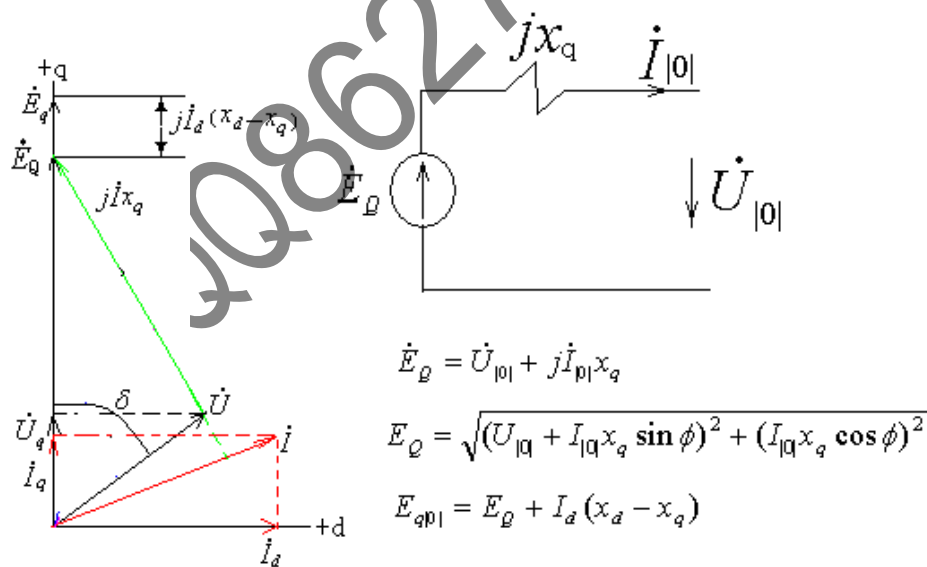 +q
Ė_q
jİ_d(x_d−x_q)
Ė_Q
jİx_q
δ
U̇
U̇_q
İ
İ_q
+d
İ_d
jx_q
İ_|0|
Ė_Q
U̇_|0|
Ė_Q = U̇_|0| + jİ_|0|x_q
E_Q = √((U_|0| + I_|0|x_q sin ϕ)² + (I_|0|x_q cos ϕ)²)
E_q|0| = E_Q + I_d(x_d − x_q)